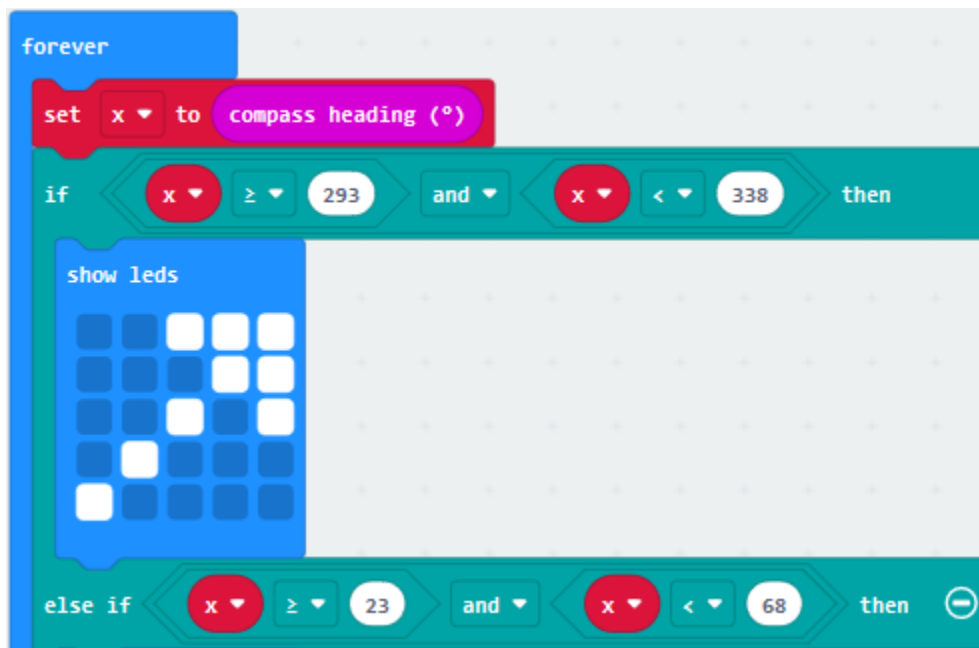 forever
set x to compass heading (°)
if x ≥ 293 and x < 338 then
show leds
else if x ≥ 23 and x < 68 then